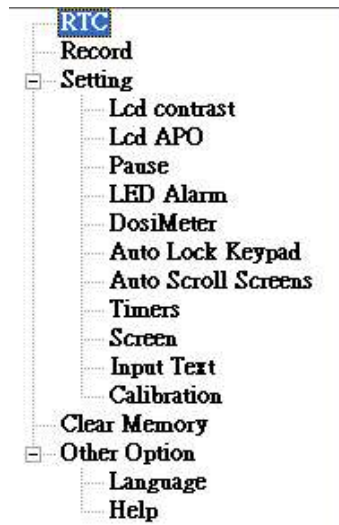 RTC
Record
Setting
Lcd contrast
Lcd APO
Pause
LED Alarm
DosiMeter
Auto Lock Keypad
Auto Scroll Screens
Timers
Screen
Input Text
Calibration
Clear Memory
Other Option
Language
Help